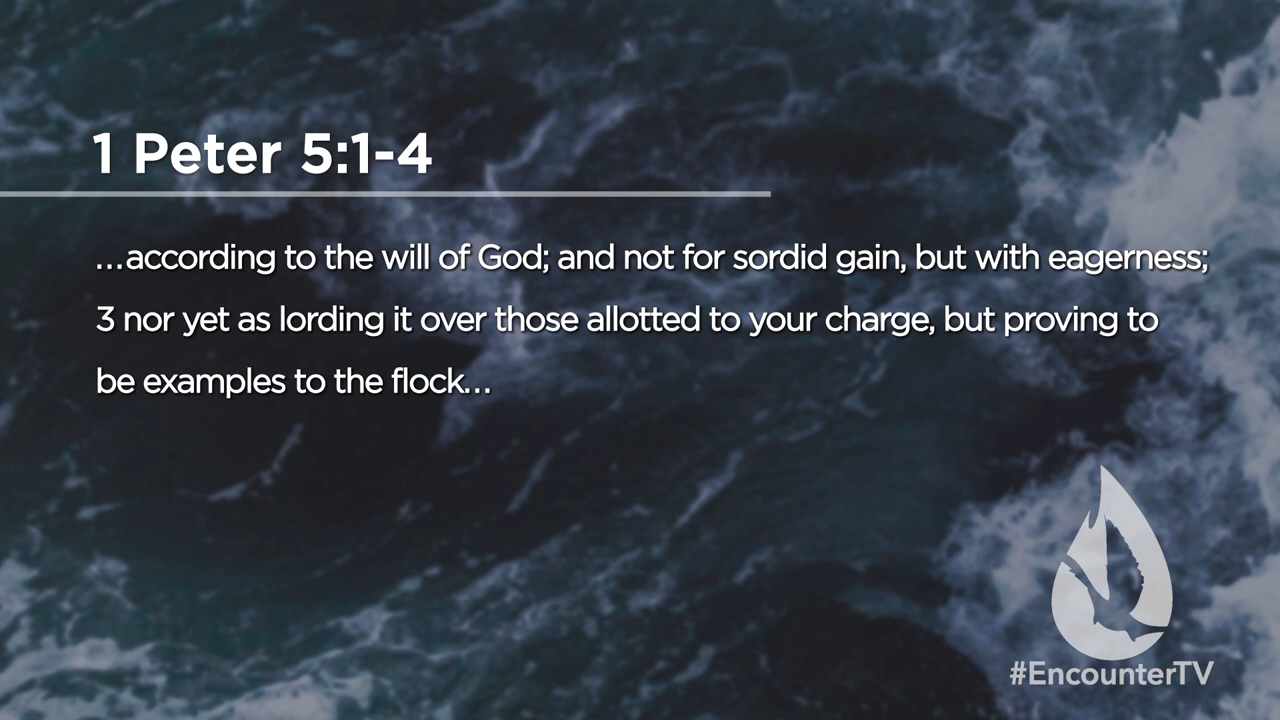 1 Peter 5:1-4
…according to the will of God; and not for sordid gain, but with eagerness;
3 nor yet as lording it over those allotted to your charge, but proving to
be examples to the flock…
#EncounterTV